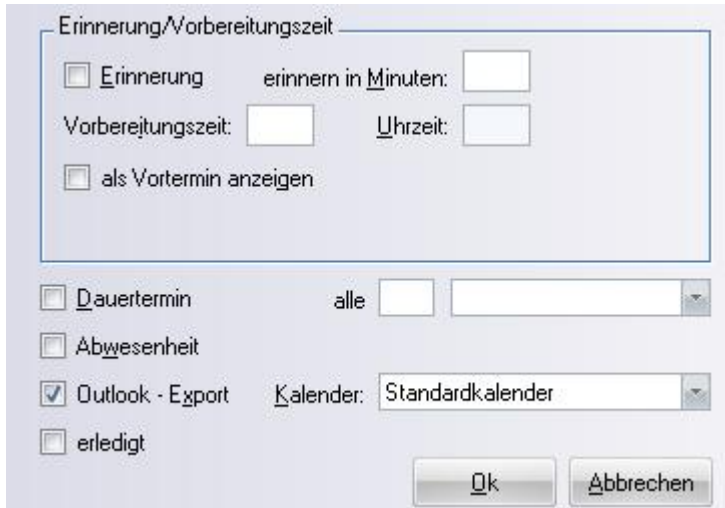 Erinnerung/Vorbereitungszeit
Erinnerung erinnern in Minuten:
Vorbereitungszeit: Uhrzeit:
als Vortermin anzeigen
Dauertermin alle
Abwesenheit
Outlook - Export Kalender: Standardkalender
erledigt
Ok Abbrechen